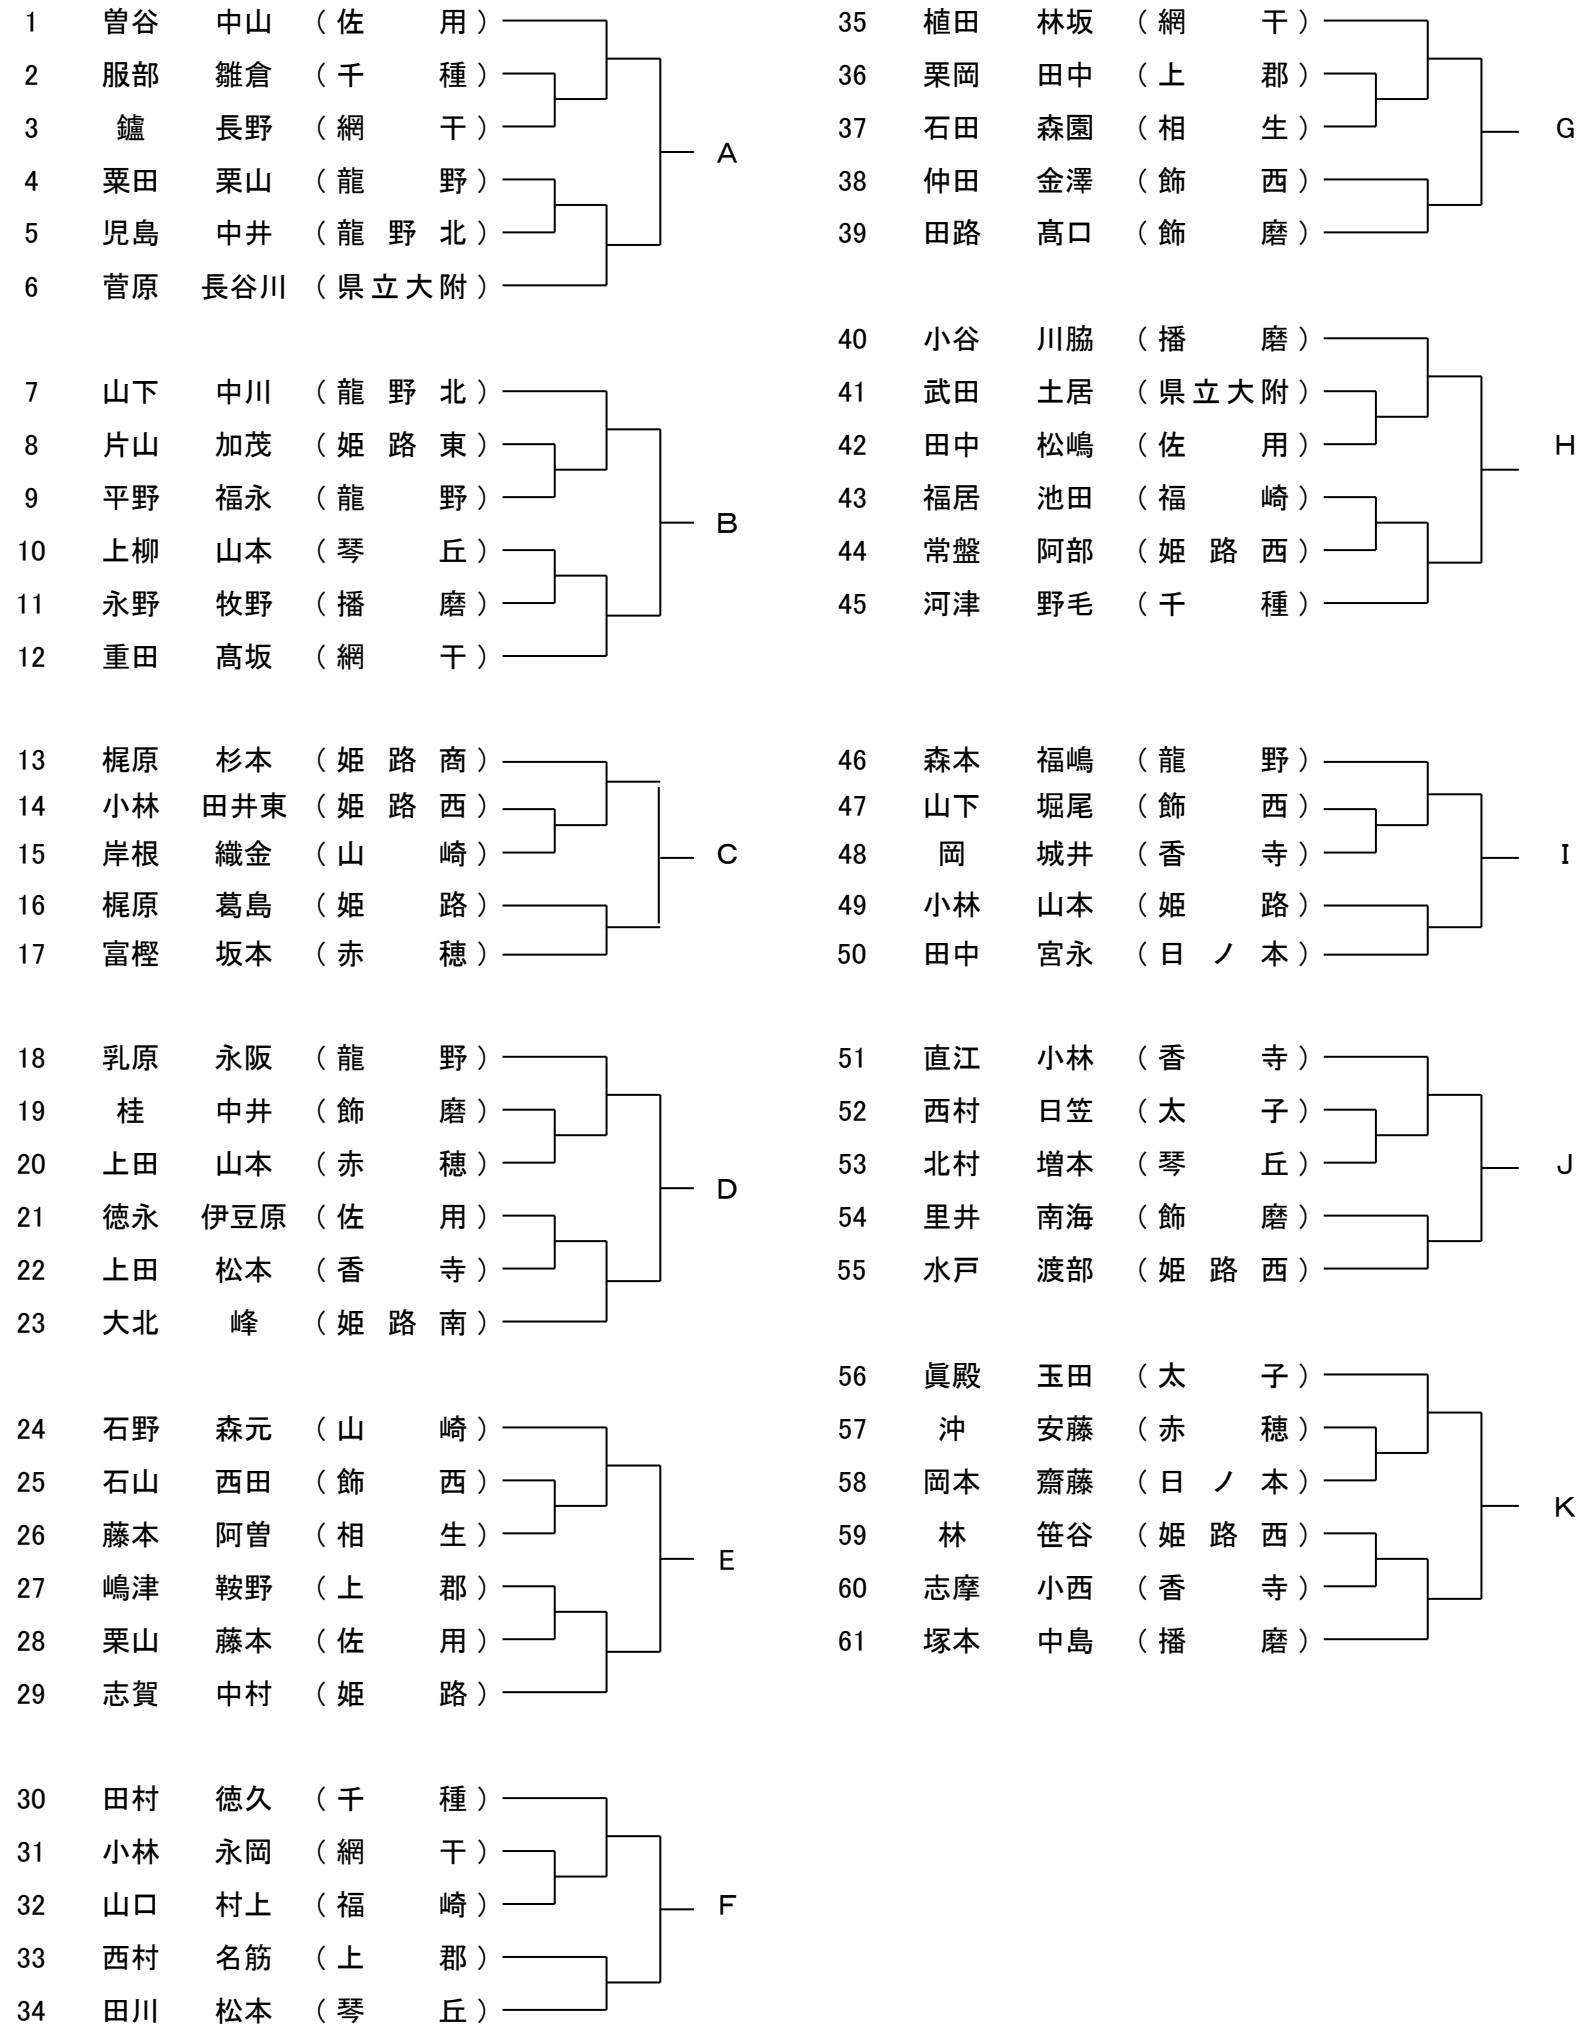 1 曽谷 中山 (佐用)
2 服部 雛倉 (千種)
3 鑪 長野 (網干)
A
4 粟田 栗山 (龍野)
5 児島 中井 (龍野北)
6 菅原 長谷川 (県立大附)
7 山下 中川 (龍野北)
8 片山 加茂 (姫路東)
9 平野 福永 (龍野)
B
10 上柳 山本 (琴丘)
11 永野 牧野 (播磨)
12 重田 髙坂 (網干)
13 梶原 杉本 (姫路商)
14 小林 田井東 (姫路西)
15 岸根 織金 (山崎)
C
16 梶原 葛島 (姫路)
17 富樫 坂本 (赤穂)
18 乳原 永阪 (龍野)
19 桂 中井 (飾磨)
20 上田 山本 (赤穂)
D
21 徳永 伊豆原 (佐用)
22 上田 松本 (香寺)
23 大北 峰 (姫路南)
24 石野 森元 (山崎)
25 石山 西田 (飾西)
26 藤本 阿曽 (相生)
E
27 嶋津 鞍野 (上郡)
28 栗山 藤本 (佐用)
29 志賀 中村 (姫路)
30 田村 徳久 (千種)
31 小林 永岡 (網干)
32 山口 村上 (福崎)
F
33 西村 名筋 (上郡)
34 田川 松本 (琴丘)
35 植田 林坂 (網干)
36 栗岡 田中 (上郡)
37 石田 森園 (相生)
G
38 仲田 金澤 (飾西)
39 田路 髙口 (飾磨)
40 小谷 川脇 (播磨)
41 武田 土居 (県立大附)
42 田中 松嶋 (佐用)
H
43 福居 池田 (福崎)
44 常盤 阿部 (姫路西)
45 河津 野毛 (千種)
46 森本 福嶋 (龍野)
47 山下 堀尾 (飾西)
48 岡 城井 (香寺)
I
49 小林 山本 (姫路)
50 田中 宮永 (日ノ本)
51 直江 小林 (香寺)
52 西村 日笠 (太子)
53 北村 増本 (琴丘)
J
54 里井 南海 (飾磨)
55 水戸 渡部 (姫路西)
56 眞殿 玉田 (太子)
57 沖 安藤 (赤穂)
58 岡本 齋藤 (日ノ本)
K
59 林 笹谷 (姫路西)
60 志摩 小西 (香寺)
61 塚本 中島 (播磨)